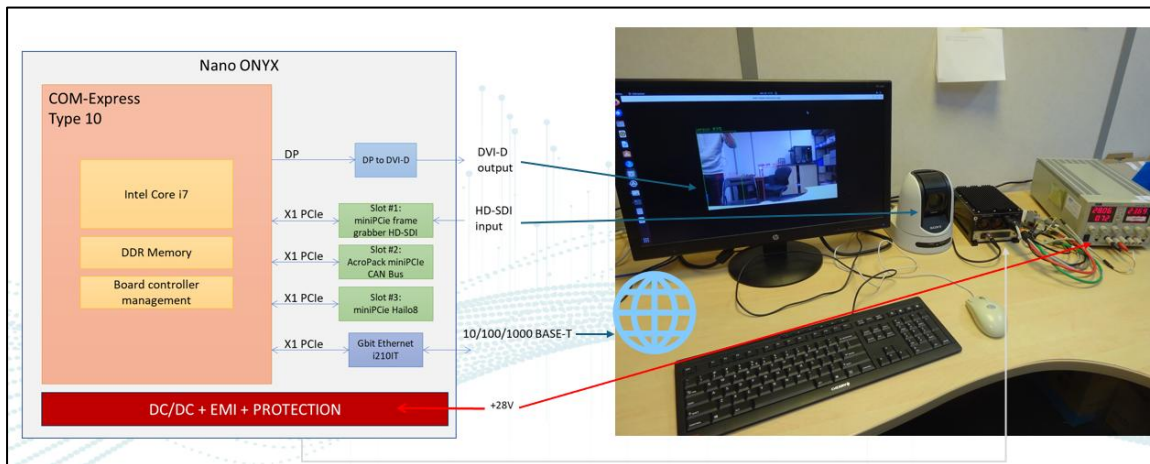 Nano ONYX
COM-Express
Type 10
Intel Core i7
DDR Memory
Board controller
management
DP
DP to DVI-D
DVI-D
output
X1 PCIe
Slot #1:
miniPCie frame
grabber HD-SDI
HD-SDI
input
X1 PCIe
Slot #2:
AcroPack miniPCIe
CAN Bus
X1 PCIe
Slot #3:
miniPCie Hailo8
X1 PCIe
Gbit Ethernet
i210IT
10/100/1000 BASE-T
DC/DC + EMI + PROTECTION
+28V